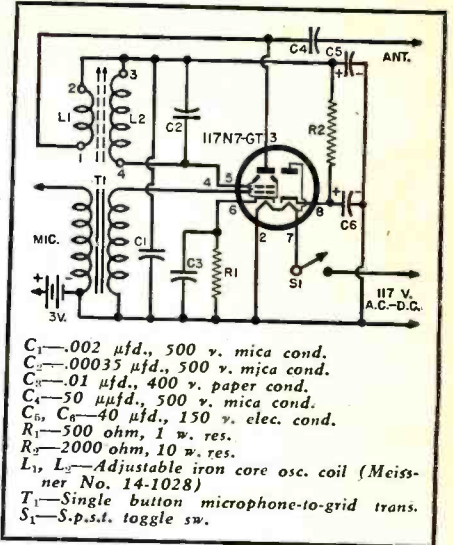 C4
C5
ANT.
2
3
L1
L2
C2
117N7-GT
3
R2
1
4
5
T1
4
6
8
C6
MIC.
C1
2
7
C3
R1
S1
117 V.
A.C.-D.C.
3V.
C₁—.002 µfd., 500 v. mica cond.
C₂—.00035 µfd., 500 v. mica cond.
C₃—.01 µfd., 400 v. paper cond.
C₄—50 µµfd., 500 v. mica cond.
C₅, C₆—40 µfd., 150 v. elec. cond.
R₁—500 ohm, 1 w. res.
R₂—2000 ohm, 10 w. res.
L₁, L₂—Adjustable iron core osc. coil (Meiss-
ner No. 14-1028)
T₁—Single button microphone-to-grid trans.
S₁—S.p.s.t. toggle sw.